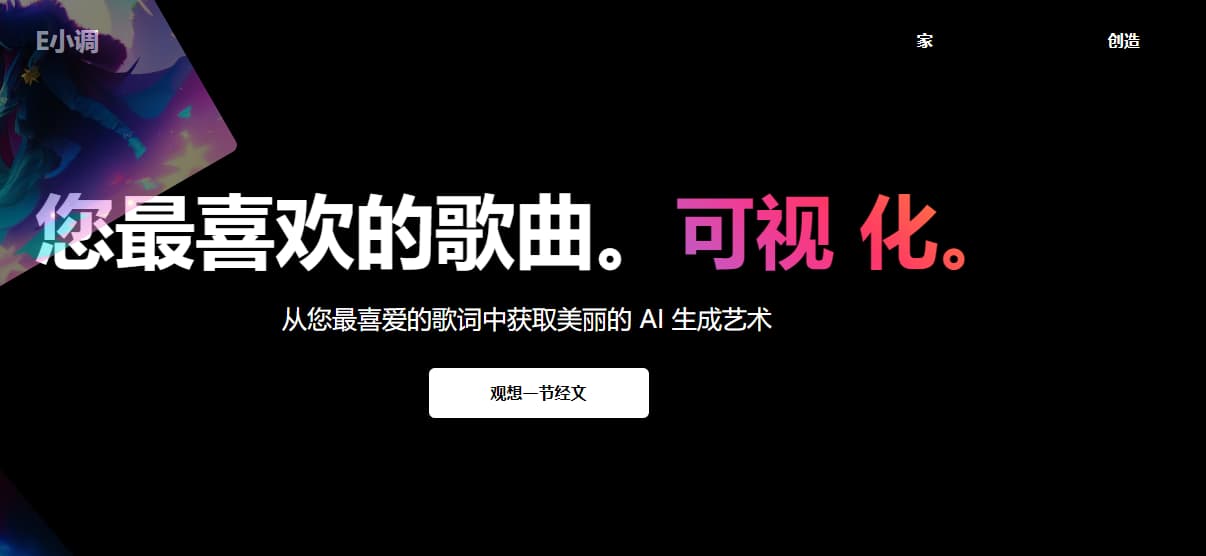 E小调
家
创造
您最喜欢的歌曲。可视 化。
从您最喜爱的歌词中获取美丽的 AI 生成艺术
观想一节经文